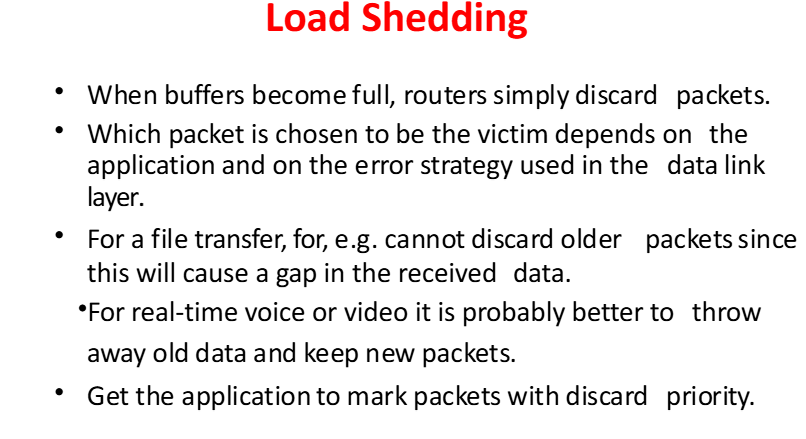 Load Shedding
• When buffers become full, routers simply discard packets.
• Which packet is chosen to be the victim depends on the
application and on the error strategy used in the data link
layer.
• For a file transfer, for, e.g. cannot discard older packets since
this will cause a gap in the received data.
•For real-time voice or video it is probably better to throw
away old data and keep new packets.
• Get the application to mark packets with discard priority.